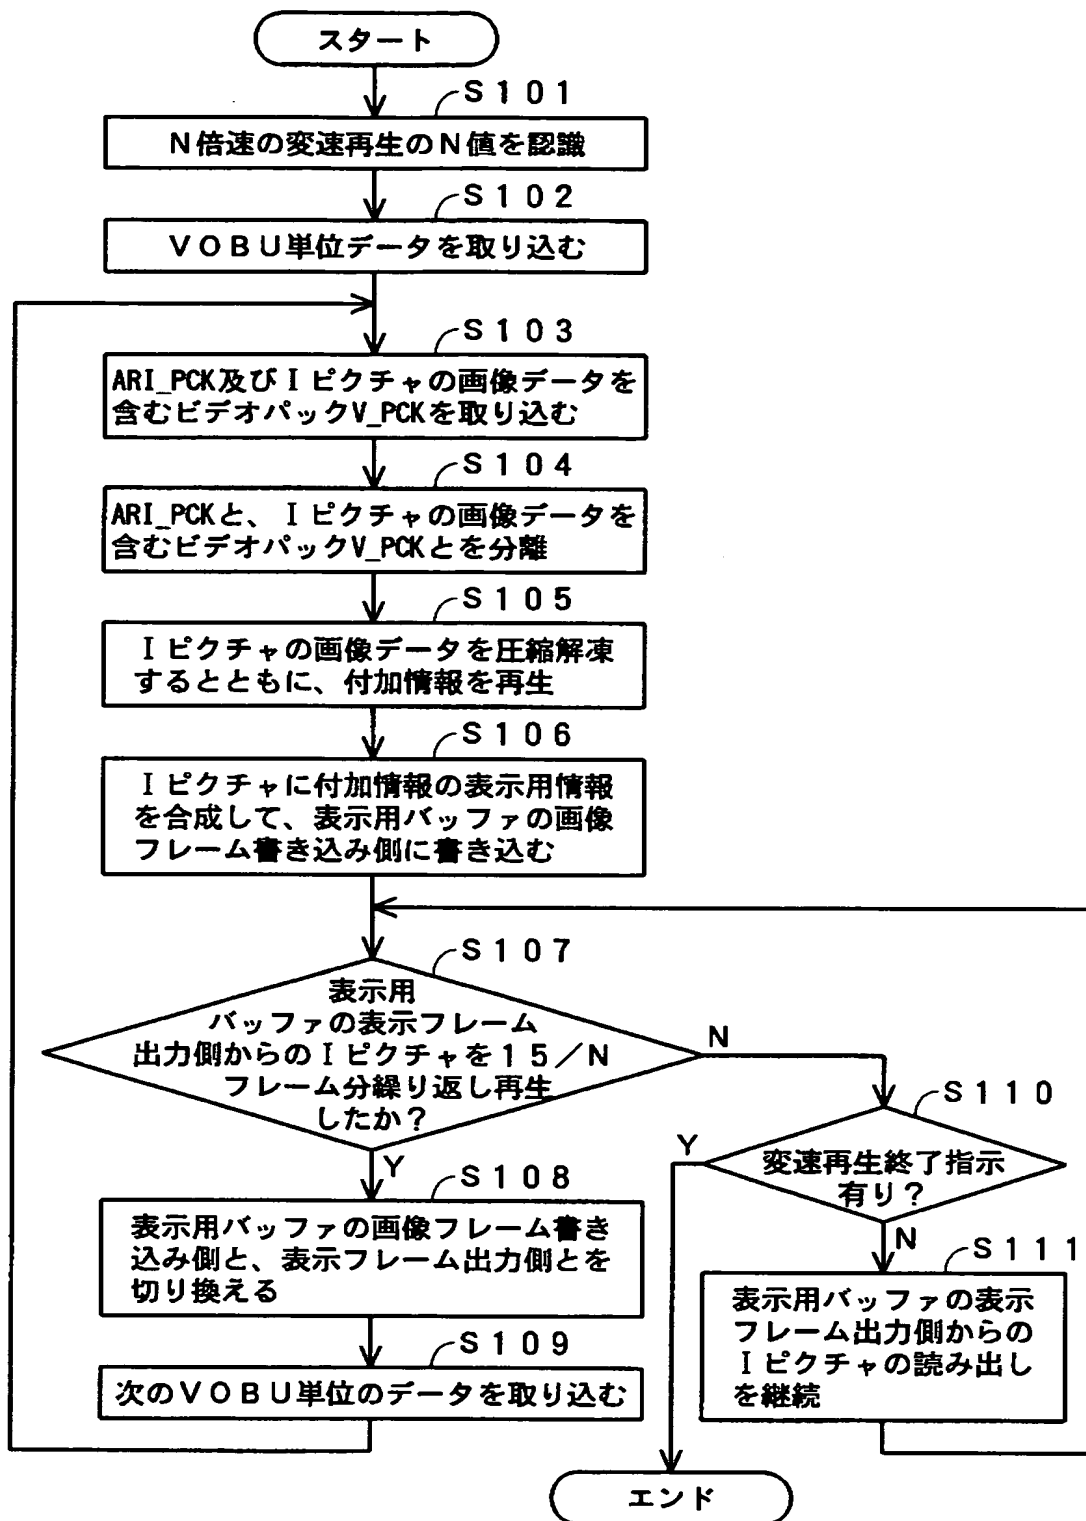 スタート
S101
N倍速の変速再生のN値を認識
S102
VOBU単位データを取り込む
S103
ARI_PCK及びIピクチャの画像データを
含むビデオパックV_PCKを取り込む
S104
ARI_PCKと、Iピクチャの画像データを
含むビデオパックV_PCKとを分離
S105
Iピクチャの画像データを圧縮解凍
するとともに、付加情報を再生
S106
Iピクチャに付加情報の表示用情報
を合成して、表示用バッファの画像
フレーム書き込み側に書き込む
S107
表示用
バッファの表示フレーム
出力側からのIピクチャを15/N
フレーム分繰り返し再生
したか?
N
Y
S110
変速再生終了指示
有り?
Y
N
S108
表示用バッファの画像フレーム書き
込み側と、表示フレーム出力側とを
切り換える
S111
表示用バッファの表示
フレーム出力側からの
Iピクチャの読み出し
を継続
S109
次のVOBU単位のデータを取り込む
エンド